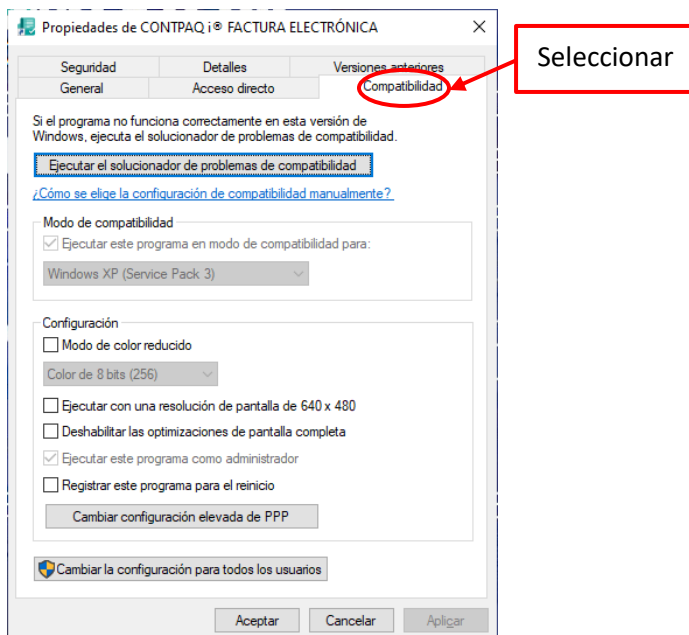 Propiedades de CONTPAQ i® FACTURA ELECTRÓNICA
Seleccionar
Seguridad Detalles Versiones anteriores
General Acceso directo Compatibilidad
Si el programa no funciona correctamente en esta versión de
Windows, ejecuta el solucionador de problemas de compatibilidad.
Ejecutar el solucionador de problemas de compatibilidad
¿Cómo se elige la configuración de compatibilidad manualmente?
Modo de compatibilidad
Ejecutar este programa en modo de compatibilidad para:
Windows XP (Service Pack 3)
Configuración
Modo de color reducido
Color de 8 bits (256)
Ejecutar con una resolución de pantalla de 640 x 480
Deshabilitar las optimizaciones de pantalla completa
Ejecutar este programa como administrador
Registrar este programa para el reinicio
Cambiar configuración elevada de PPP
Cambiar la configuración para todos los usuarios
Aceptar Cancelar Aplicar